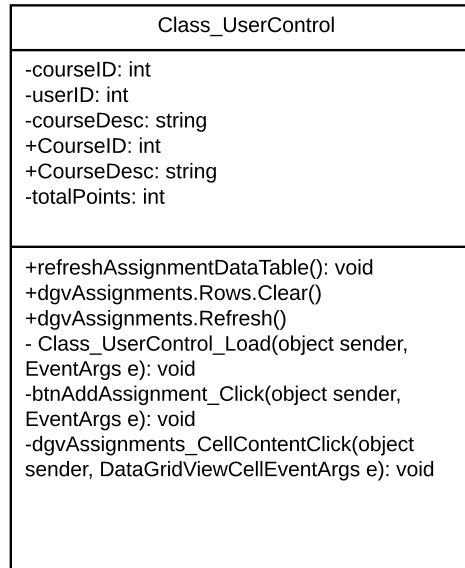 Class_UserControl
-courseID: int
-userID: int
-courseDesc: string
+CourseID: int
+CourseDesc: string
-totalPoints: int
+refreshAssignmentDataTable(): void
+dgvAssignments.Rows.Clear()
+dgvAssignments.Refresh()
- Class_UserControl_Load(object sender,
EventArgs e): void
-btnAddAssignment_Click(object sender,
EventArgs e): void
-dgvAssignments_CellContentClick(object
sender, DataGridViewCellEventArgs e): void